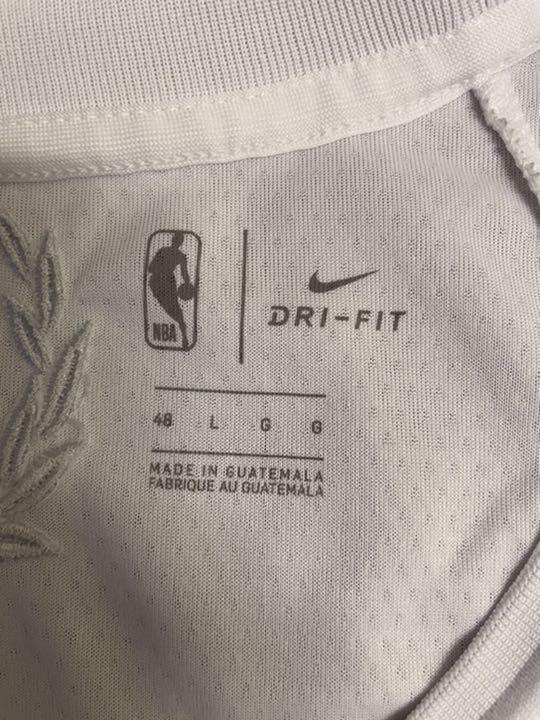 NBA
DRI-FIT
48 L G G
MADE IN GUATEMALA
FABRIQUE AU GUATEMALA